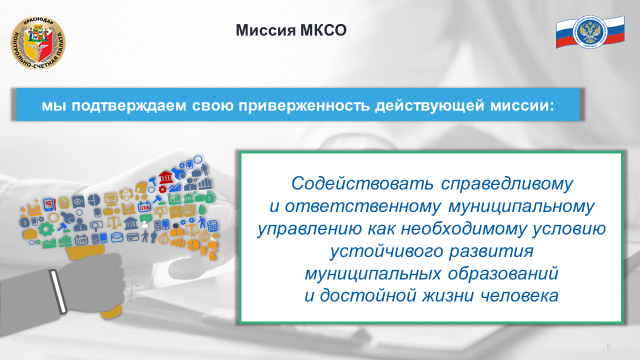 Миссия МКСО
КРАСНОДАР
КОНТРОЛЬНО-СЧЕТНАЯ ПАЛАТА
мы подтверждаем свою приверженность действующей миссии:
Содействовать справедливому
и ответственному муниципальному
управлению как необходимому условию
устойчивого развития
муниципальных образований
и достойной жизни человека
5